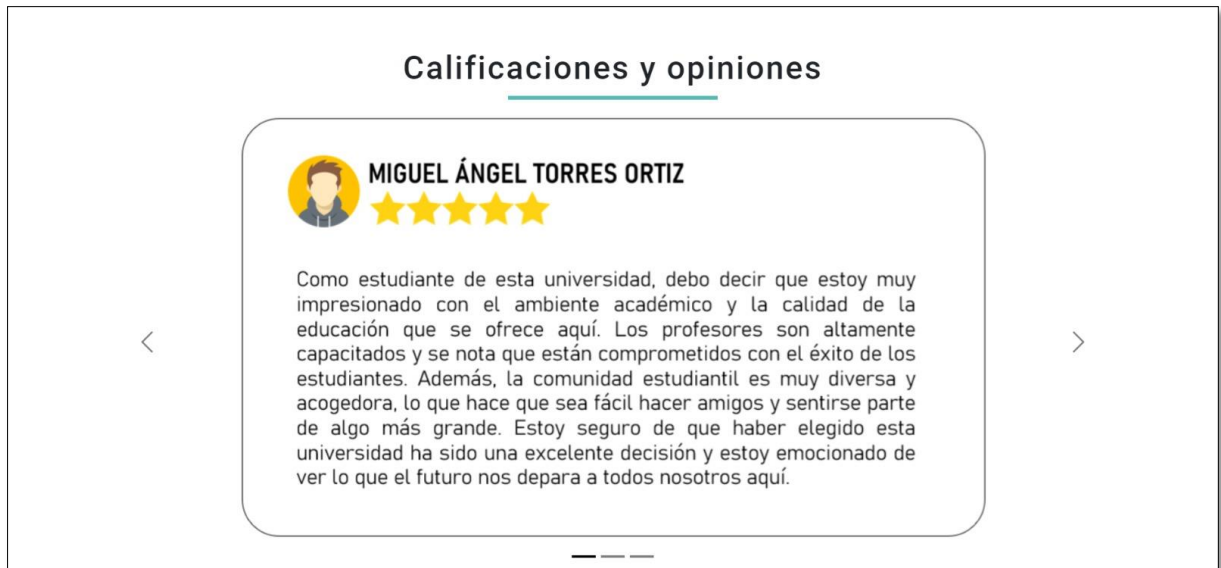 Calificaciones y opiniones
MIGUEL ÁNGEL TORRES ORTIZ
Como estudiante de esta universidad, debo decir que estoy muy
impresionado con el ambiente académico y la calidad de la
educación que se ofrece aquí. Los profesores son altamente
capacitados y se nota que están comprometidos con el éxito de los
estudiantes. Además, la comunidad estudiantil es muy diversa y
acogedora, lo que hace que sea fácil hacer amigos y sentirse parte
de algo más grande. Estoy seguro de que haber elegido esta
universidad ha sido una excelente decisión y estoy emocionado de
ver lo que el futuro nos depara a todos nosotros aquí.